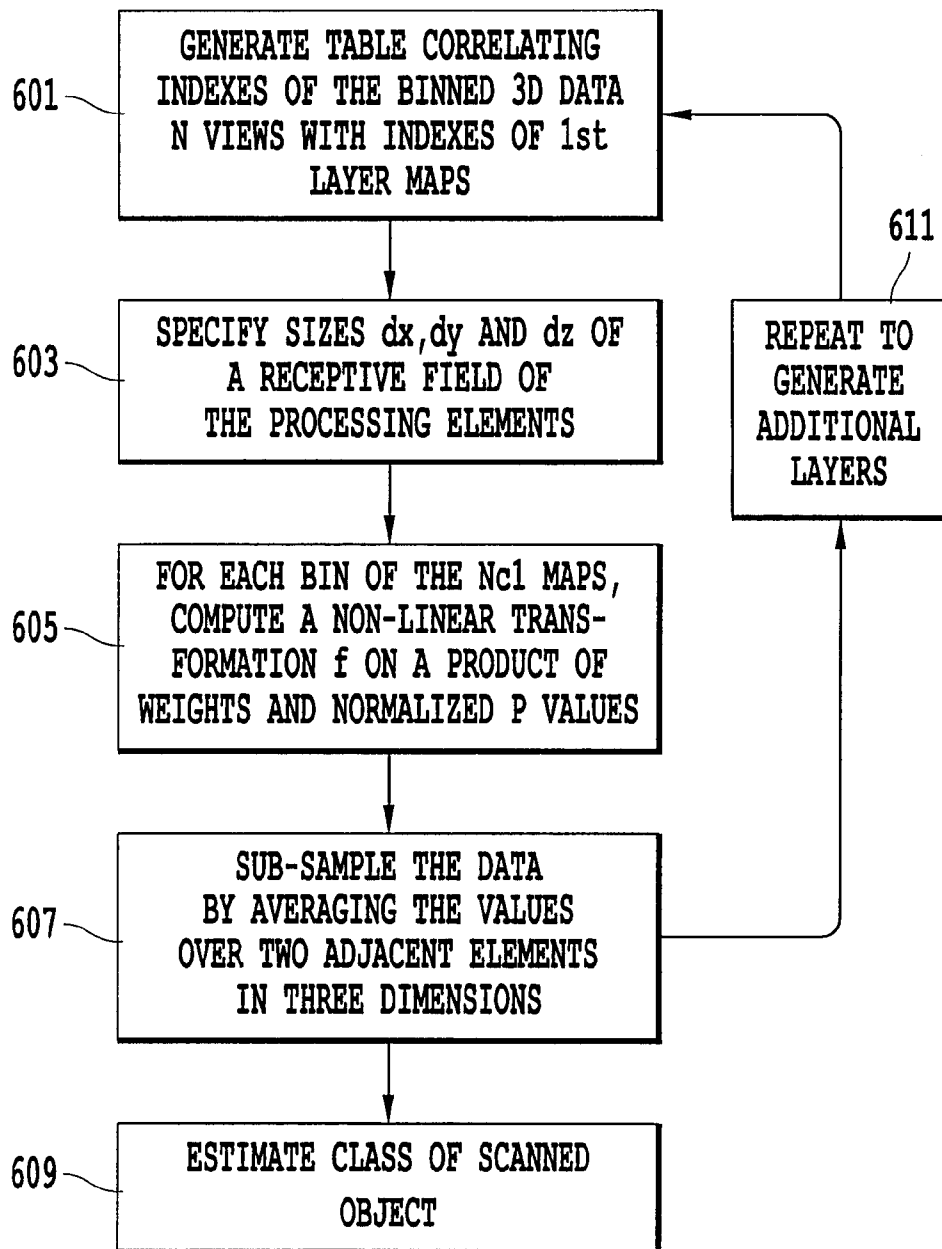 601
GENERATE TABLE CORRELATING
INDEXES OF THE BINNED 3D DATA
N VIEWS WITH INDEXES OF 1st
LAYER MAPS
603
SPECIFY SIZES dx,dy AND dz OF
A RECEPTIVE FIELD OF
THE PROCESSING ELEMENTS
605
FOR EACH BIN OF THE Nc1 MAPS,
COMPUTE A NON-LINEAR TRANS-
FORMATION f ON A PRODUCT OF
WEIGHTS AND NORMALIZED P VALUES
607
SUB-SAMPLE THE DATA
BY AVERAGING THE VALUES
OVER TWO ADJACENT ELEMENTS
IN THREE DIMENSIONS
609
ESTIMATE CLASS OF SCANNED
OBJECT
611
REPEAT TO
GENERATE
ADDITIONAL
LAYERS